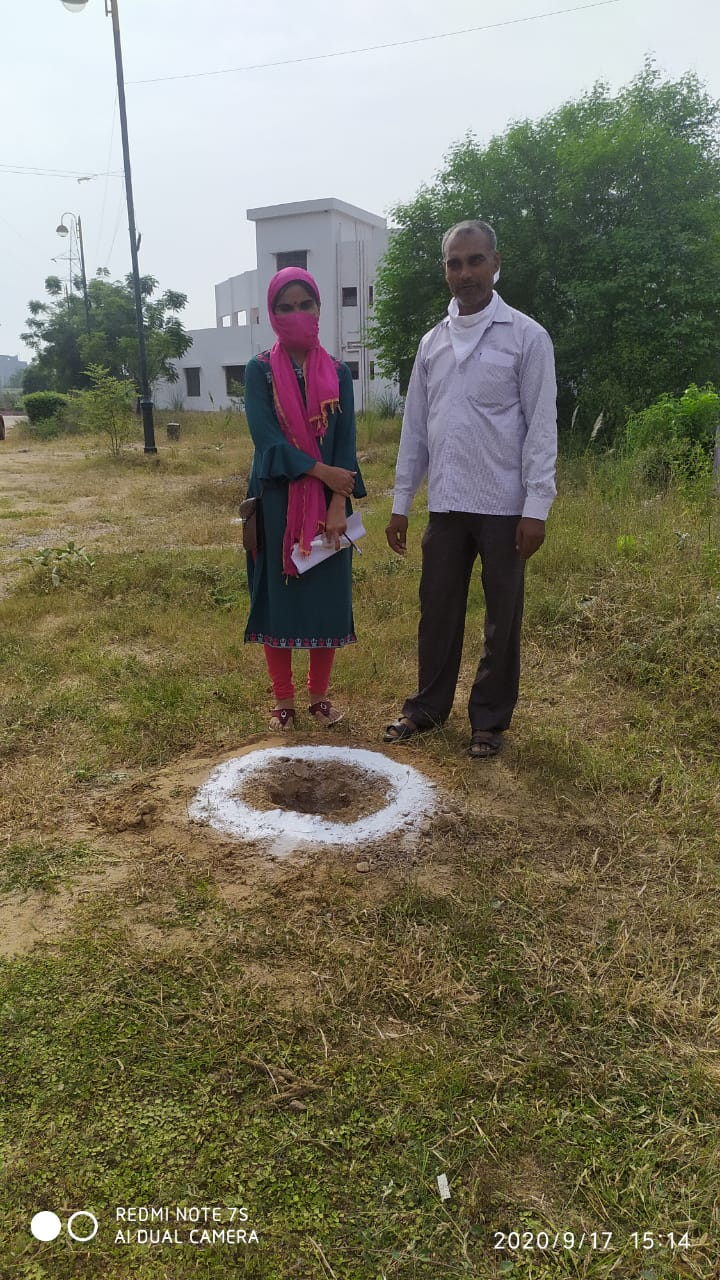 REDMI NOTE 7S
AI DUAL CAMERA
2020/9/17 15:14